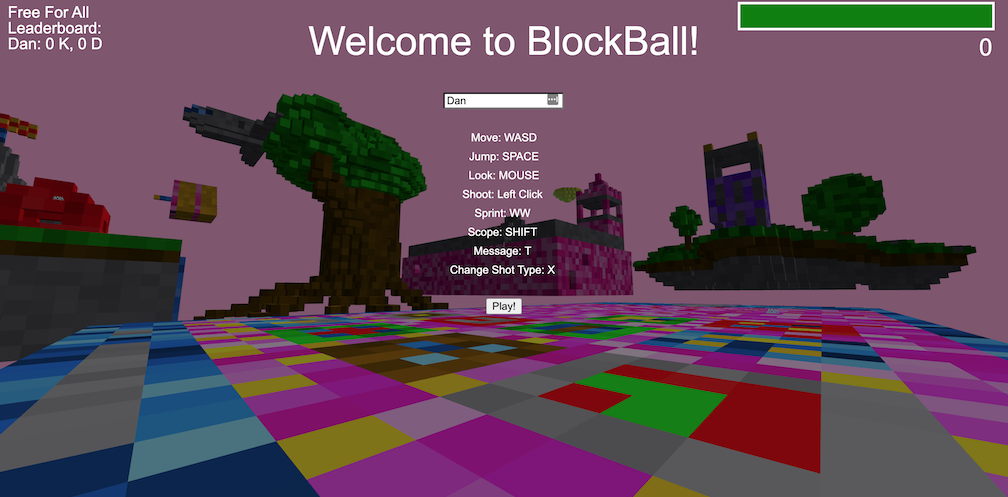 Free For All
Leaderboard:
Dan: 0 K, 0 D
Welcome to BlockBall!
0
Dan
Move: WASD
Jump: SPACE
Look: MOUSE
Shoot: Left Click
Sprint: WW
Scope: SHIFT
Message: T
Change Shot Type: X
Play!